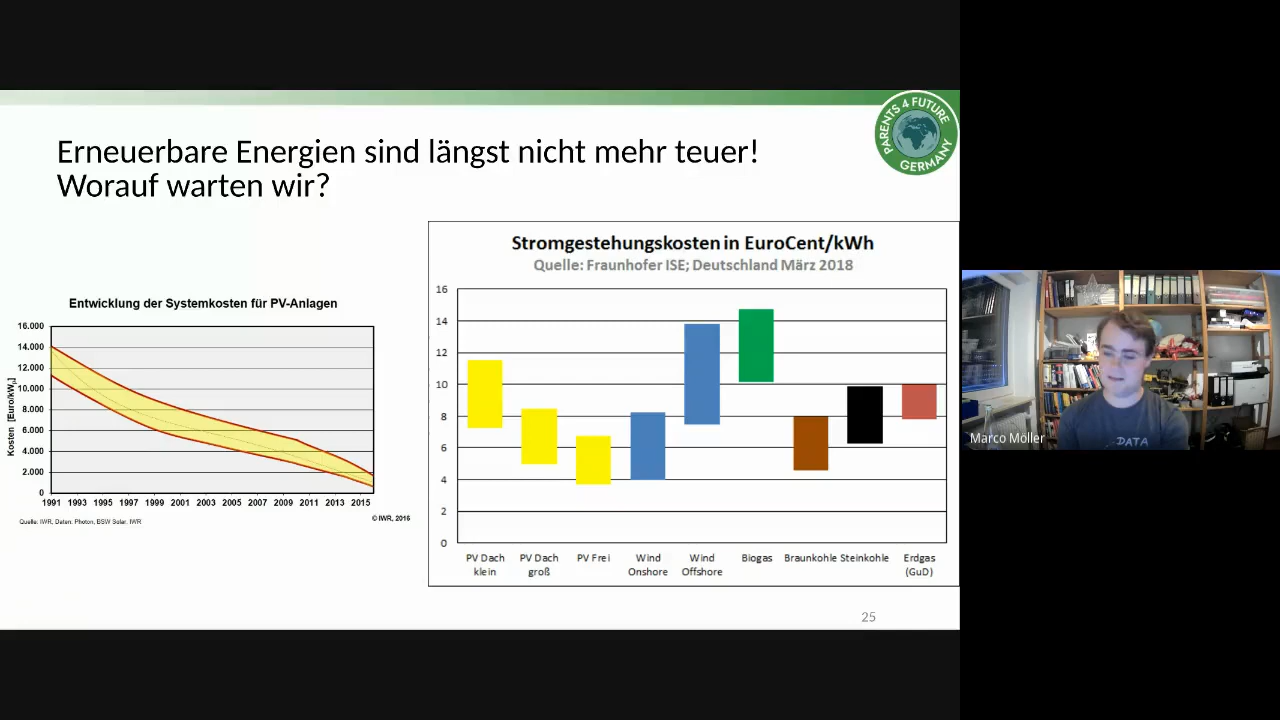 Erneuerbare Energien sind längst nicht mehr teuer!
Worauf warten wir?
PARENTS 4 FUTURE
GERMANY
Entwicklung der Systemkosten für PV-Anlagen
Kosten [Euro/kWp]
16.000
14.000
12.000
10.000
8.000
6.000
4.000
2.000
0
1991 1993 1995 1997 1999 2001 2003 2005 2007 2009 2011 2013 2015
Quelle: IWR, Daten: Photon, BSW Solar, IWR
© IWR, 2016
Stromgestehungskosten in EuroCent/kWh
Quelle: Fraunhofer ISE; Deutschland März 2018
16
14
12
10
8
6
4
2
0
PV Dach klein
PV Dach groß
PV Frei
Wind Onshore
Wind Offshore
Biogas
Braunkohle
Steinkohle
Erdgas (GuD)
25
DATA
Marco Möller